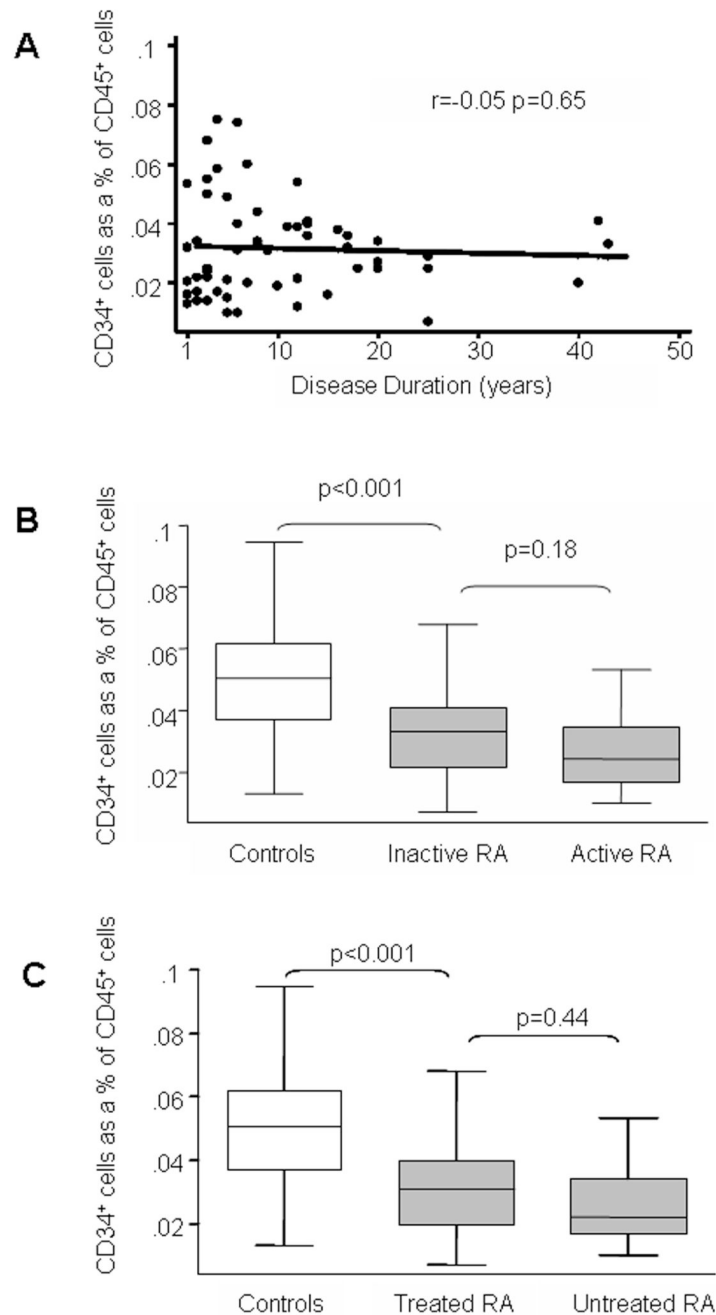 A
CD34⁺ cells as a % of CD45⁺ cells
.1
.08
.06
.04
.02
r=-0.05 p=0.65
1 10 20 30 40 50
Disease Duration (years)
B
CD34⁺ cells as a % of CD45⁺ cells
.1
.08
.06
.04
.02
p<0.001
p=0.18
Controls Inactive RA Active RA
C
CD34⁺ cells as a % of CD45⁺ cells
.1
.08
.06
.04
.02
p<0.001
p=0.44
Controls Treated RA Untreated RA